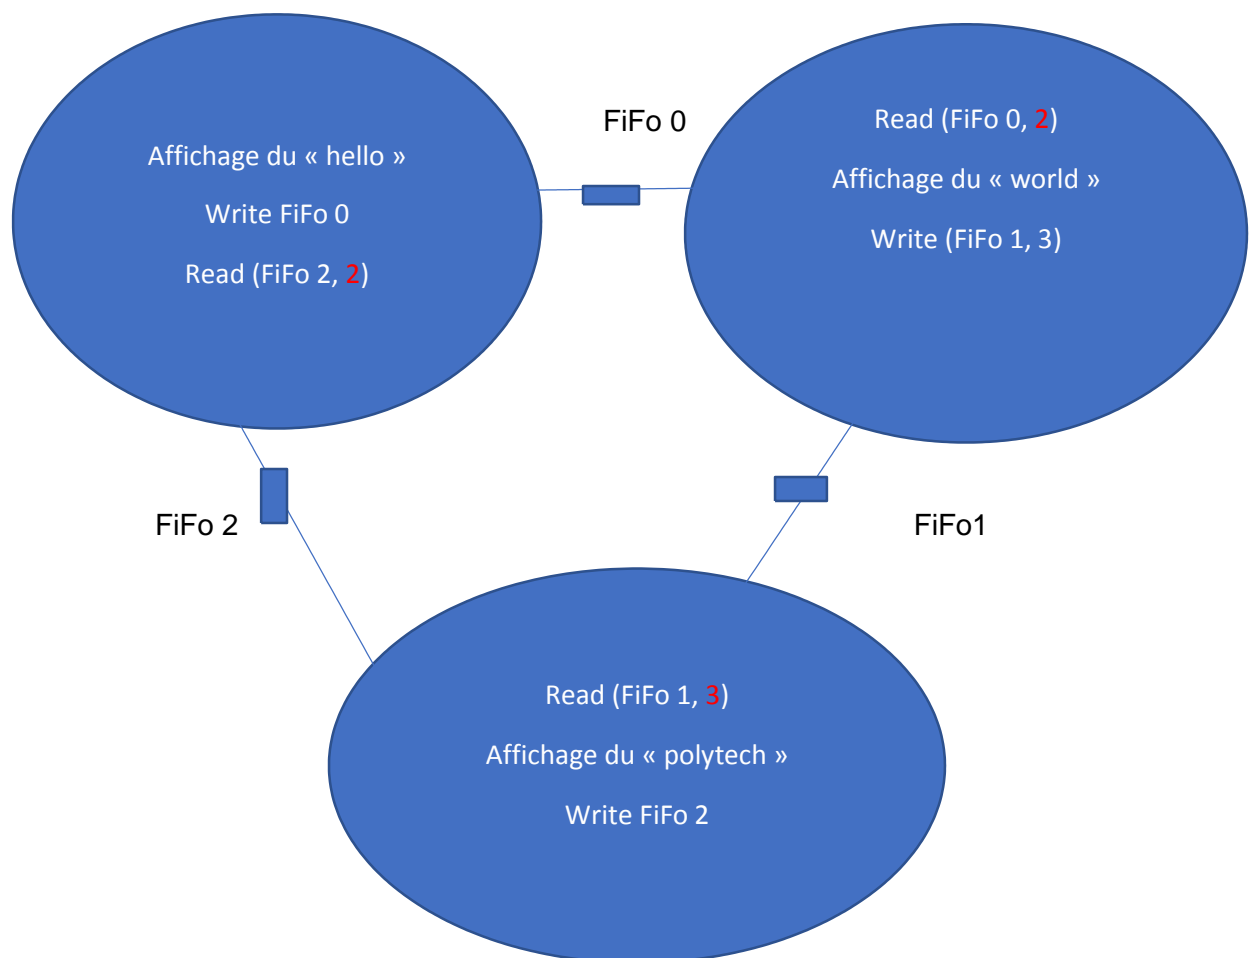 Affichage du « hello »
Write FiFo 0
Read (FiFo 2, 2)
FiFo 0
Read (FiFo 0, 2)
Affichage du « world »
Write (FiFo 1, 3)
FiFo 2
FiFo1
Read (FiFo 1, 3)
Affichage du « polytech »
Write FiFo 2